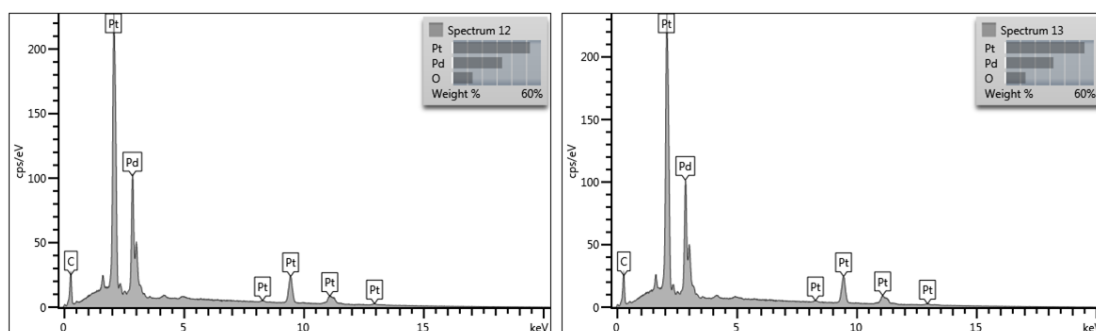 Pt
Spectrum 12
Pt
Pd
O
Weight % 60%
200
150
cps/eV
Pd
100
50
C
Pt
Pt
Pt
Pt
0
0 5 10 15 keV
Pt
Spectrum 13
Pt
Pd
O
Weight % 60%
200
150
cps/eV
Pd
100
50
C
Pt
Pt
Pt
Pt
0
0 5 10 15 keV